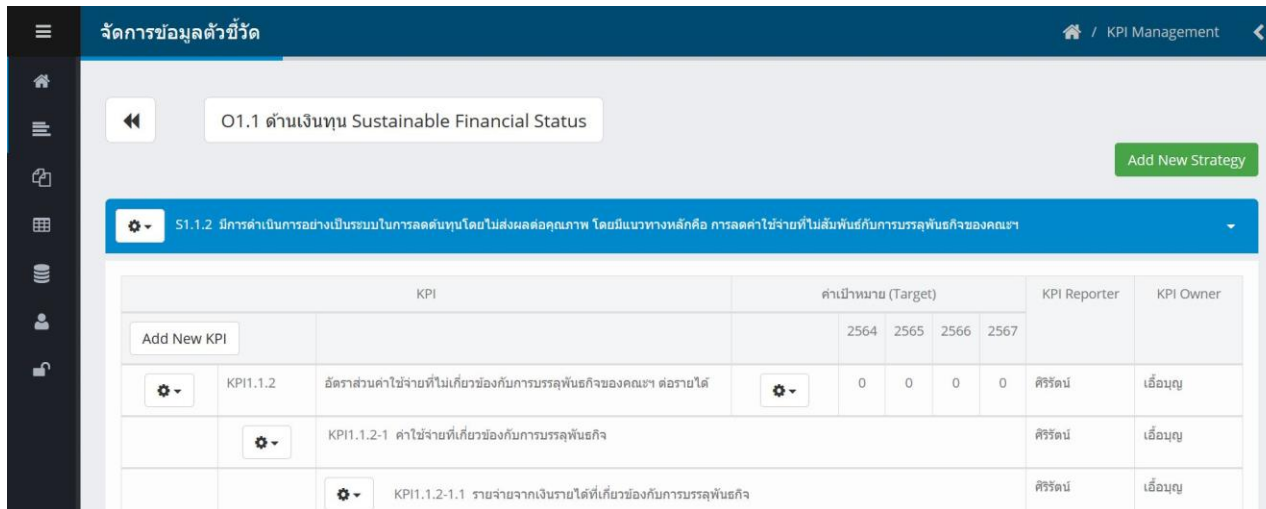 จัดการข้อมูลตัวชี้วัด
/ KPI Management
O1.1 ด้านเงินทุน Sustainable Financial Status
Add New Strategy
S1.1.2 มีการดำเนินการอย่างเป็นระบบในการลดต้นทุนโดยไม่ส่งผลต่อคุณภาพ โดยมีแนวทางหลักคือ การลดค่าใช้จ่ายที่ไม่สัมพันธ์กับการบรรลุพันธกิจของคณะฯ
KPI ค่าเป้าหมาย (Target) KPI Reporter KPI Owner
Add New KPI 2564 2565 2566 2567
KPI1.1.2 อัตราส่วนค่าใช้จ่ายที่ไม่เกี่ยวข้องกับการบรรลุพันธกิจของคณะฯ ต่อรายได้ 0 0 0 0 ศิริรัตน์ เอื้อบุญ
KPI1.1.2-1 ค่าใช้จ่ายที่เกี่ยวข้องกับการบรรลุพันธกิจ ศิริรัตน์ เอื้อบุญ
KPI1.1.2-1.1 รายจ่ายจากเงินรายได้ที่เกี่ยวข้องกับการบรรลุพันธกิจ ศิริรัตน์ เอื้อบุญ